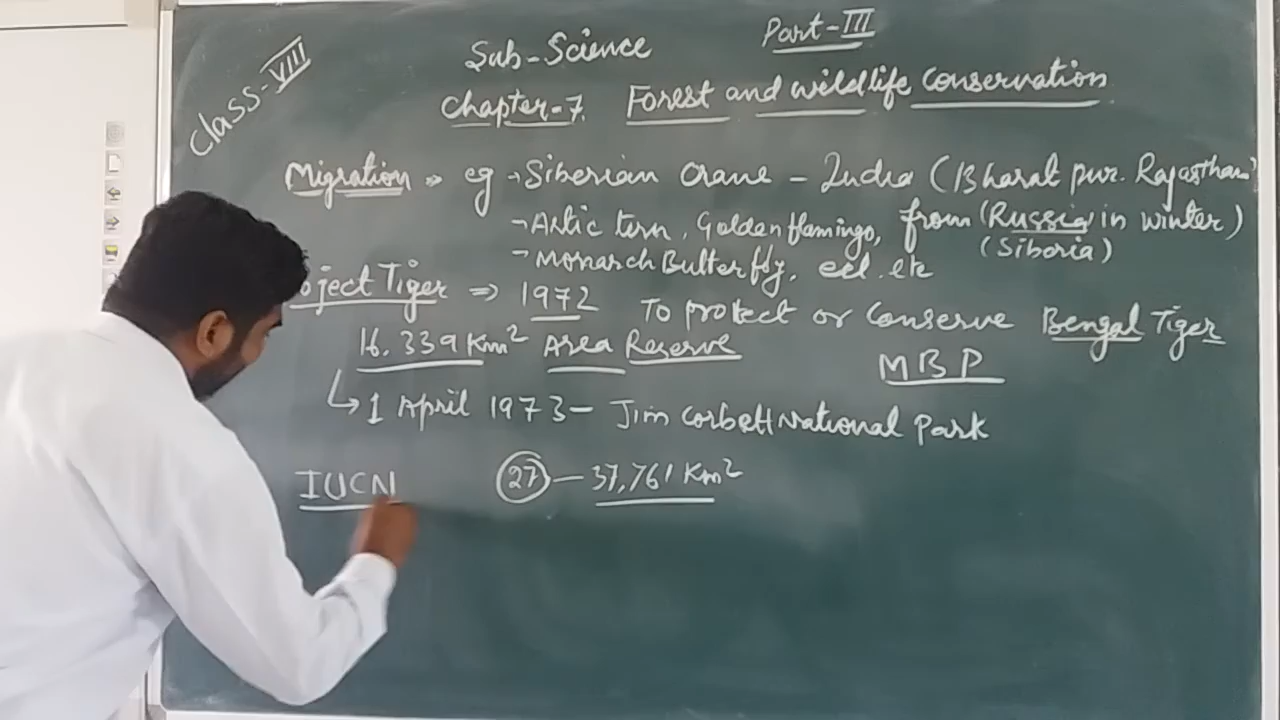 Class-VIII
Part-III
Sub-Science
Chapter-7. Forest and wildlife conservation
Migration → eg → Siberian crane - India (Bharat pur. Rajasthan)
→ Artic tern, Golden flamingo, from (Russia) in winter)
(Siberia)
- Monarch Butterfly, eel. etc
oject Tiger ⇒ 1972 To protect or conserve Bengal Tiger
16.339 Km² Area Reserve
MBP
↳ 1 April 1973 - Jim Corbett National Park
IUCN (27) - 37,761 Km²